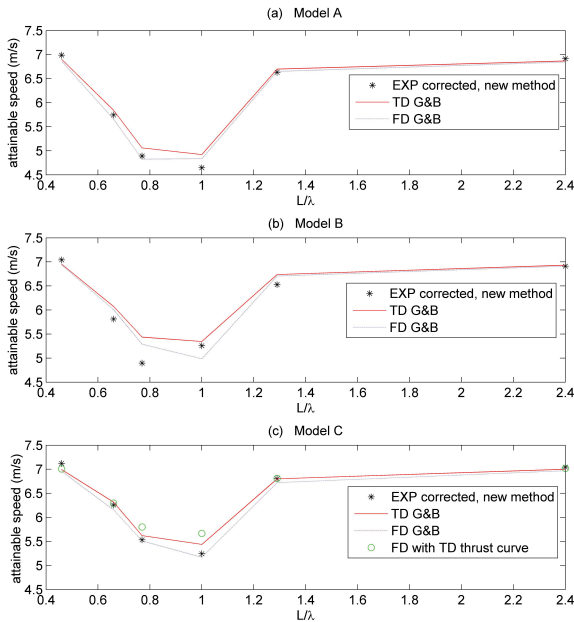 (a) Model A
attainable speed (m/s)
7.5
7
6.5
6
5.5
5
4.5
EXP corrected, new method
TD G&B
FD G&B
0.4 0.6 0.8 1 1.2 1.4 1.6 1.8 2 2.2 2.4
L/λ
(b) Model B
attainable speed (m/s)
7.5
7
6.5
6
5.5
5
4.5
EXP corrected, new method
TD G&B
FD G&B
0.4 0.6 0.8 1 1.2 1.4 1.6 1.8 2 2.2 2.4
L/λ
(c) Model C
attainable speed (m/s)
7.5
7
6.5
6
5.5
5
4.5
EXP corrected, new method
TD G&B
FD G&B
FD with TD thrust curve
0.4 0.6 0.8 1 1.2 1.4 1.6 1.8 2 2.2 2.4
L/λ